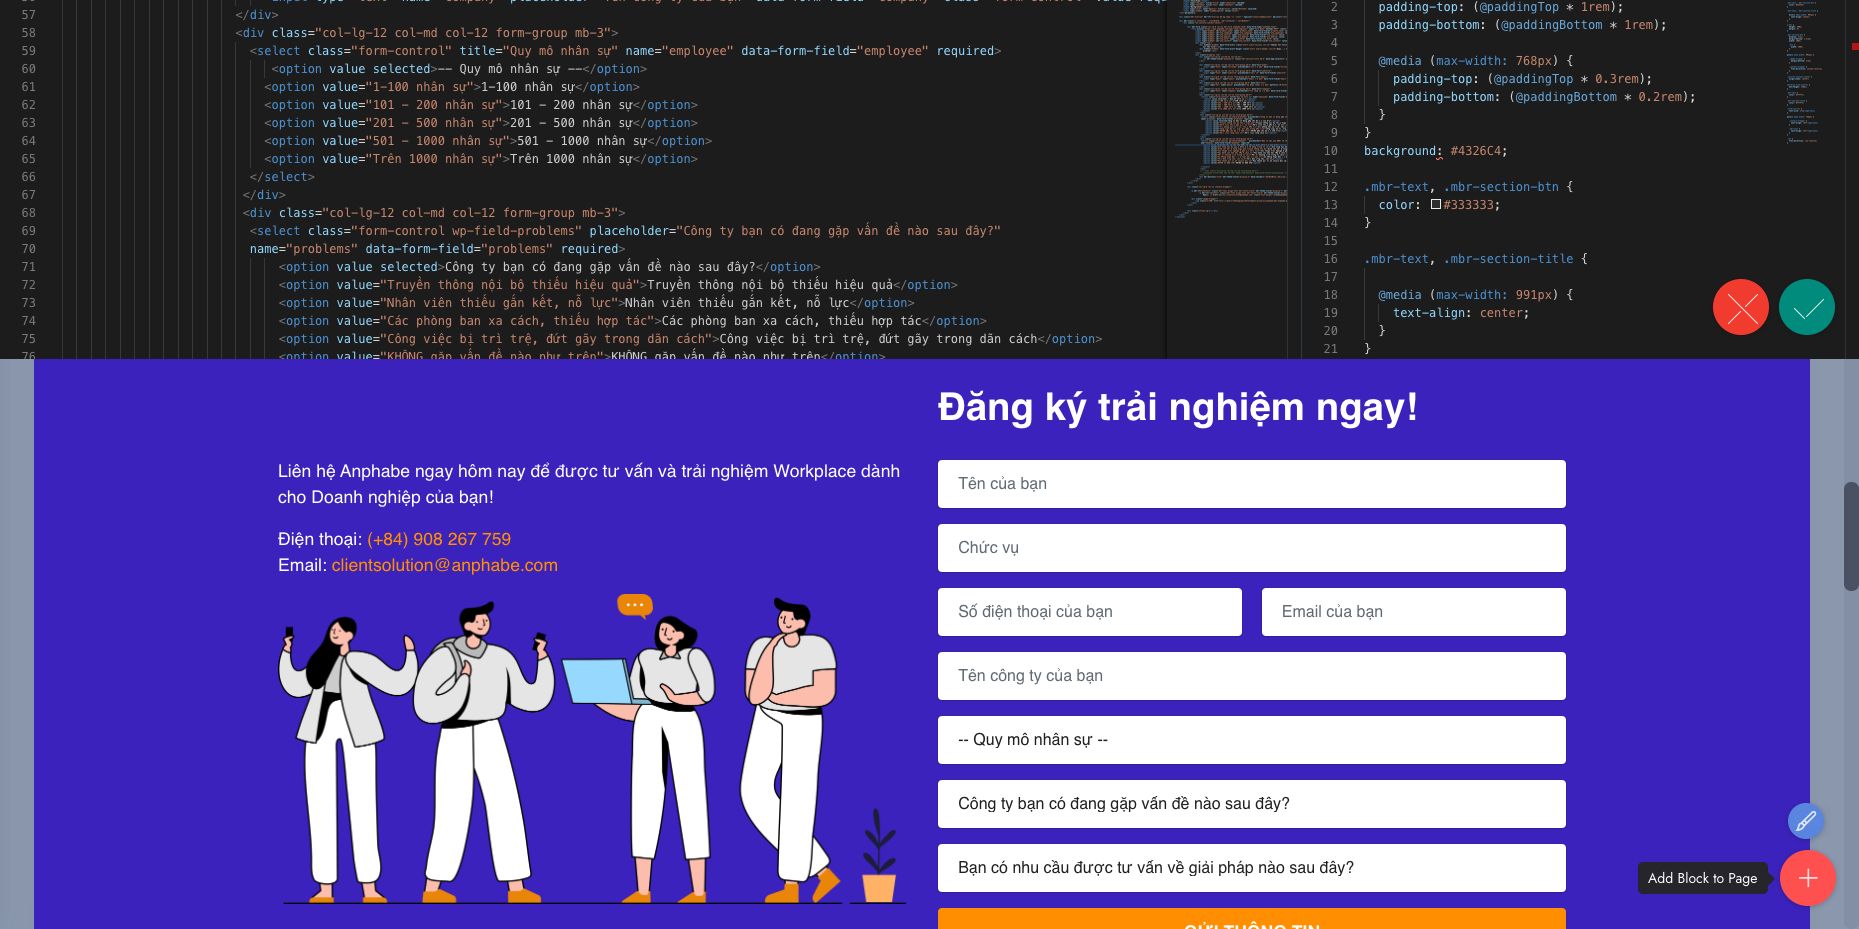 57 </div>
58 <div class="col-lg-12 col-md col-12 form-group mb-3">
59 <select class="form-control" title="Quy mô nhân sự" name="employee" data-form-field="employee" required>
60 <option value selected>-- Quy mô nhân sự --</option>
61 <option value="1-100 nhân sự">1-100 nhân sự</option>
62 <option value="101 - 200 nhân sự">101 - 200 nhân sự</option>
63 <option value="201 - 500 nhân sự">201 - 500 nhân sự</option>
64 <option value="501 - 1000 nhân sự">501 - 1000 nhân sự</option>
65 <option value="Trên 1000 nhân sự">Trên 1000 nhân sự</option>
66 </select>
67 </div>
68 <div class="col-lg-12 col-md col-12 form-group mb-3">
69 <select class="form-control wp-field-problems" placeholder="Công ty bạn có đang gặp vấn đề nào sau đây?"
70 name="problems" data-form-field="problems" required>
71 <option value selected>Công ty bạn có đang gặp vấn đề nào sau đây?</option>
72 <option value="Truyền thông nội bộ thiếu hiệu quả">Truyền thông nội bộ thiếu hiệu quả</option>
73 <option value="Nhân viên thiếu gắn kết, nỗ lực">Nhân viên thiếu gắn kết, nỗ lực</option>
74 <option value="Các phòng ban xa cách, thiếu hợp tác">Các phòng ban xa cách, thiếu hợp tác</option>
75 <option value="Công việc bị trì trệ, đứt gãy trong dãn cách">Công việc bị trì trệ, đứt gãy trong dãn cách</option>
76 <option value="KHÔNG gặp vấn đề nào như trên">KHÔNG gặp vấn đề nào như trên</option>
2 padding-top: (@paddingTop * 1rem);
3 padding-bottom: (@paddingBottom * 1rem);
4
5 @media (max-width: 768px) {
6 padding-top: (@paddingTop * 0.3rem);
7 padding-bottom: (@paddingBottom * 0.2rem);
8 }
9 }
10 background: #4326C4;
11
12 .mbr-text, .mbr-section-btn {
13 color: #333333;
14 }
15
16 .mbr-text, .mbr-section-title {
17
18 @media (max-width: 991px) {
19 text-align: center;
20 }
21 }
Đăng ký trải nghiệm ngay!
Liên hệ Anphabe ngay hôm nay để được tư vấn và trải nghiệm Workplace dành
cho Doanh nghiệp của bạn!
Điện thoại: (+84) 908 267 759
Email: clientsolution@anphabe.com
Tên của bạn
Chức vụ
Số điện thoại của bạn
Email của bạn
Tên công ty của bạn
-- Quy mô nhân sự --
Công ty bạn có đang gặp vấn đề nào sau đây?
Bạn có nhu cầu được tư vấn về giải pháp nào sau đây?
GỬI THÔNG TIN
Add Block to Page